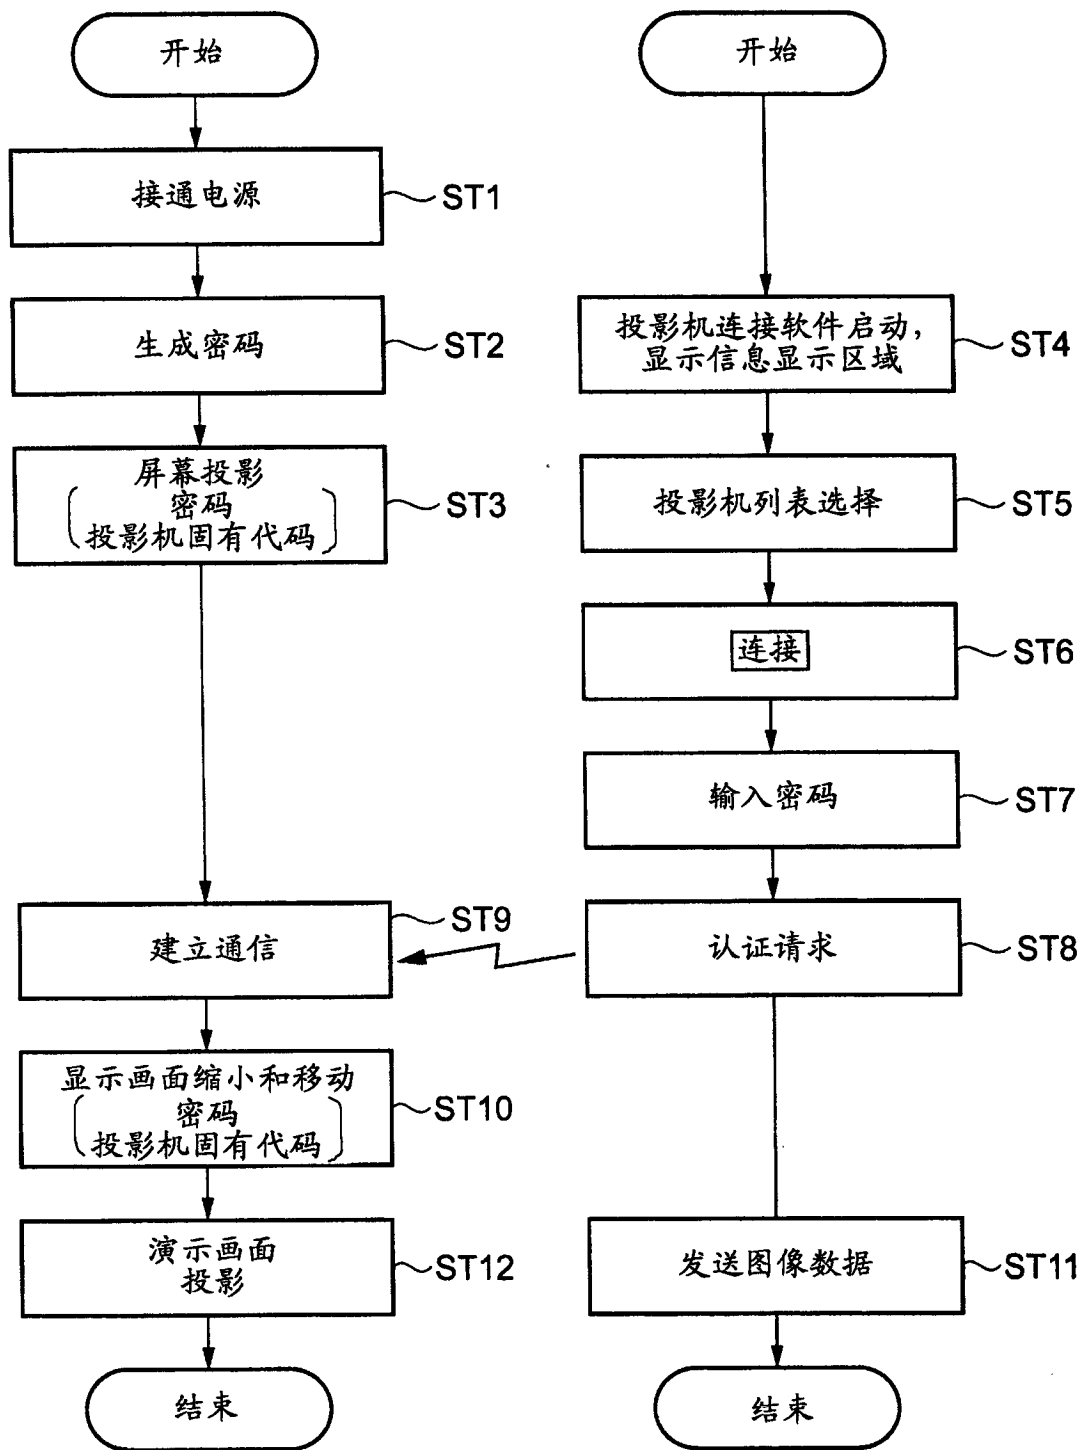 开始
接通电源
ST1
生成密码
ST2
屏幕投影
密码
投影机固有代码
ST3
建立通信
ST9
显示画面缩小和移动
密码
投影机固有代码
ST10
演示画面
投影
ST12
结束
开始
投影机连接软件启动，
显示信息显示区域
ST4
投影机列表选择
ST5
连接
ST6
输入密码
ST7
认证请求
ST8
发送图像数据
ST11
结束